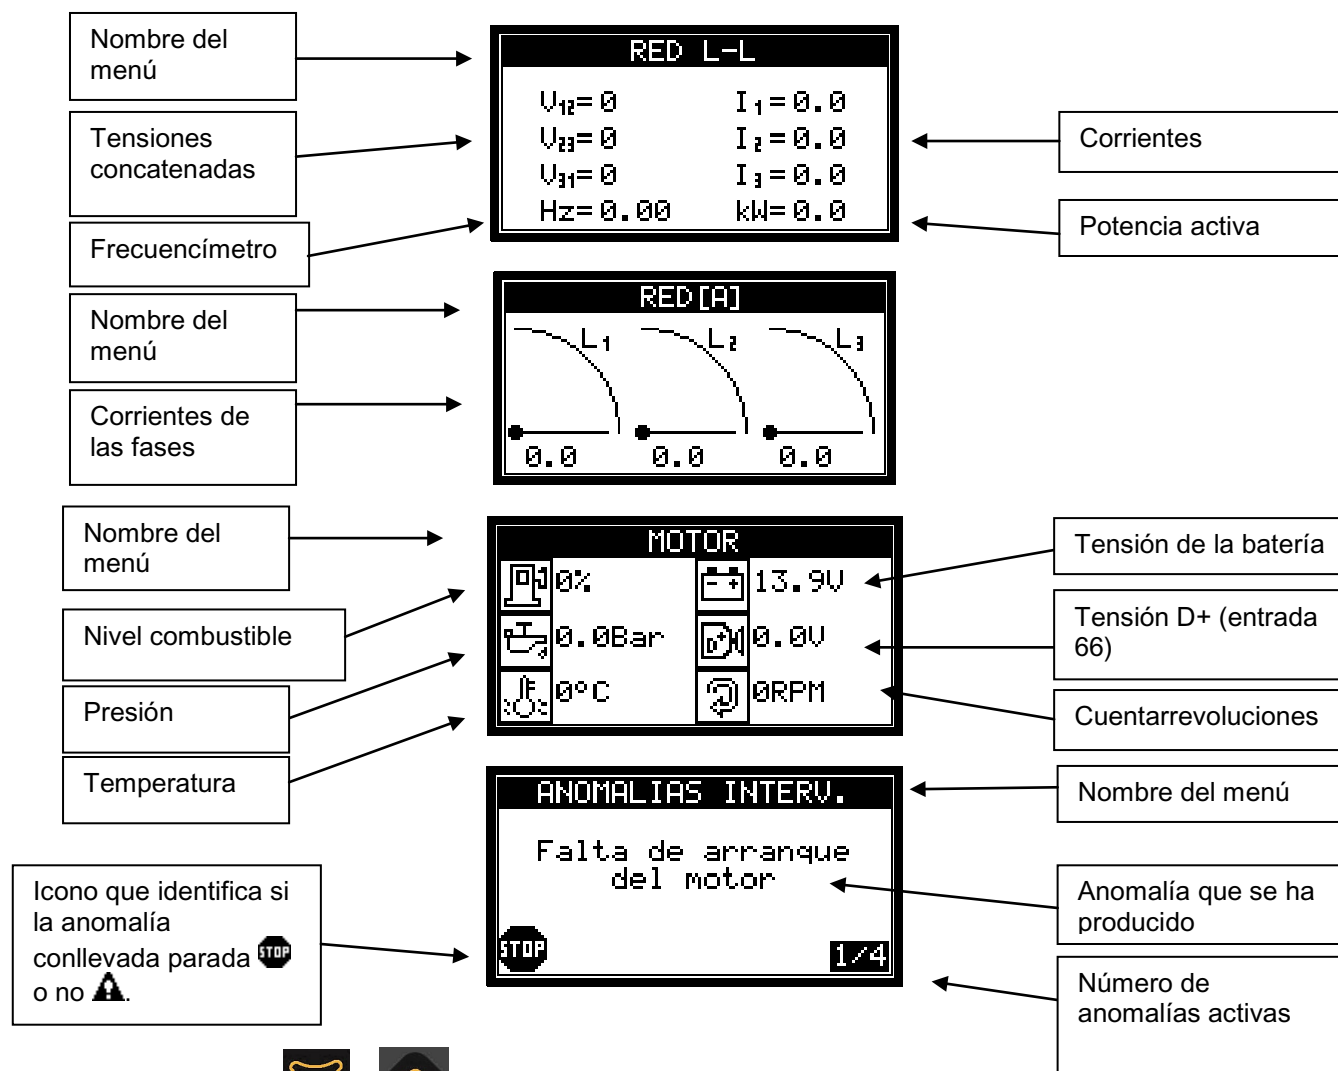 Nombre del
menú
Tensiones
concatenadas
Frecuencímetro
RED L-L
V12=0 I1=0.0
V23=0 I2=0.0
V31=0 I3=0.0
Hz=0.00 kW=0.0
Corrientes
Potencia activa
Nombre del
menú
Corrientes de
las fases
RED[A]
L1 L2 L3
0.0 0.0 0.0
Nombre del
menú
Nivel combustible
Presión
Temperatura
MOTOR
0% - + 13.9V
0.0Bar D+ 0.0V
0°C 0RPM
Tensión de la batería
Tensión D+ (entrada
66)
Cuentarrevoluciones
Icono que identifica si
la anomalía
conllevada parada STOP
o no .
ANOMALIAS INTERV.
Falta de arranque
del motor
STOP 1/4
Nombre del menú
Anomalía que se ha
producido
Número de
anomalías activas